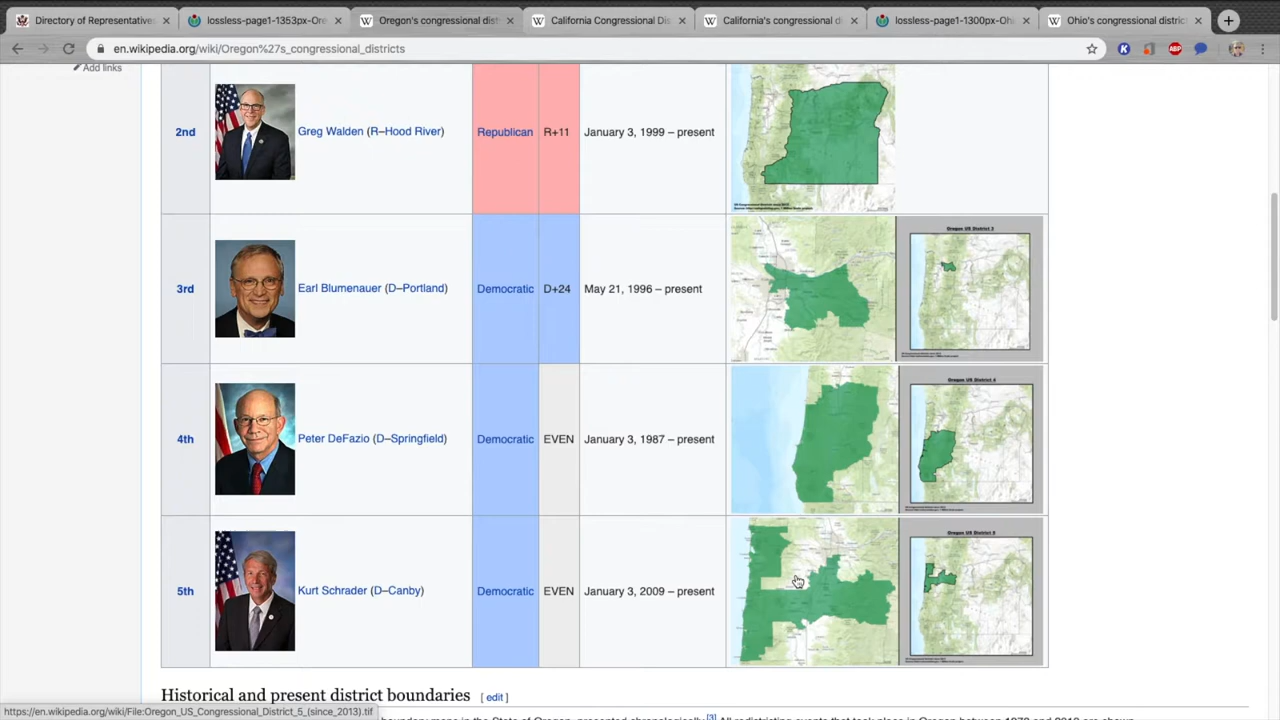 Directory of Representatives
lossless-page1-1353px-Ore
Oregon's congressional dist
California Congressional Dis
California's congressional d
lossless-page1-1300px-Ohi
Ohio's congressional district
en.wikipedia.org/wiki/Oregon%27s_congressional_districts
Add links
2nd
Greg Walden (R–Hood River)
Republican
R+11
January 3, 1999 – present
3rd
Earl Blumenauer (D–Portland)
Democratic
D+24
May 21, 1996 – present
Oregon US District 3
4th
Peter DeFazio (D–Springfield)
Democratic
EVEN
January 3, 1987 – present
Oregon US District 4
5th
Kurt Schrader (D–Canby)
Democratic
EVEN
January 3, 2009 – present
Oregon US District 5
Historical and present district boundaries [ edit ]
https://en.wikipedia.org/wiki/File:Oregon_US_Congressional_District_5_(since_2013).tif